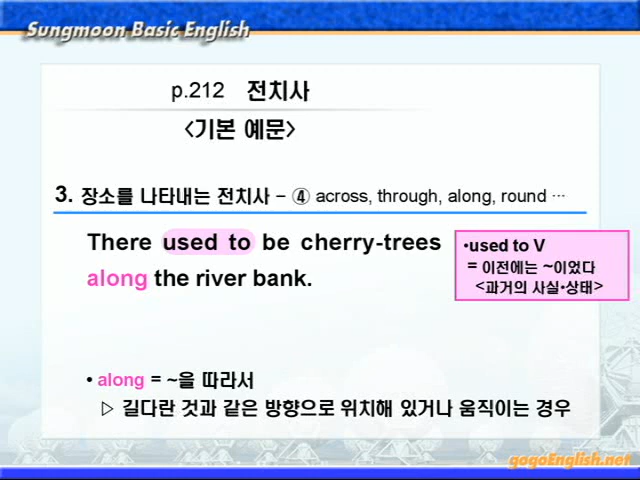 Sungmoon Basic English
p.212 전치사
<기본 예문>
3. 장소를 나타내는 전치사 – ④ across, through, along, round ···
There used to be cherry-trees
along the river bank.
•used to V
= 이전에는 ~이었다
<과거의 사실•상태>
• along = ~을 따라서
▷ 길다란 것과 같은 방향으로 위치해 있거나 움직이는 경우
gogoEnglish.net